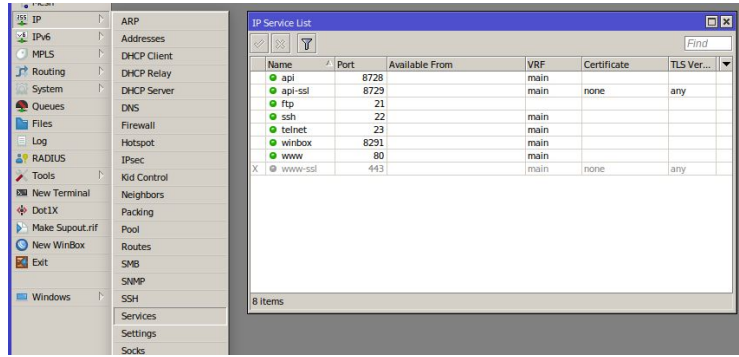 Mesh
IP
IPv6
MPLS
Routing
System
Queues
Files
Log
RADIUS
Tools
New Terminal
Dot1X
Make Supout.rif
New WinBox
Exit
Windows
ARP
Addresses
DHCP Client
DHCP Relay
DHCP Server
DNS
Firewall
Hotspot
IPsec
Kid Control
Neighbors
Packing
Pool
Routes
SMB
SNMP
SSH
Services
Settings
Socks
IP Service List
Find
Name Port Available From VRF Certificate TLS Ver...
api 8728 main
api-ssl 8729 main none any
ftp 21
ssh 22 main
telnet 23 main
winbox 8291 main
www 80 main
X www-ssl 443 main none any
8 items